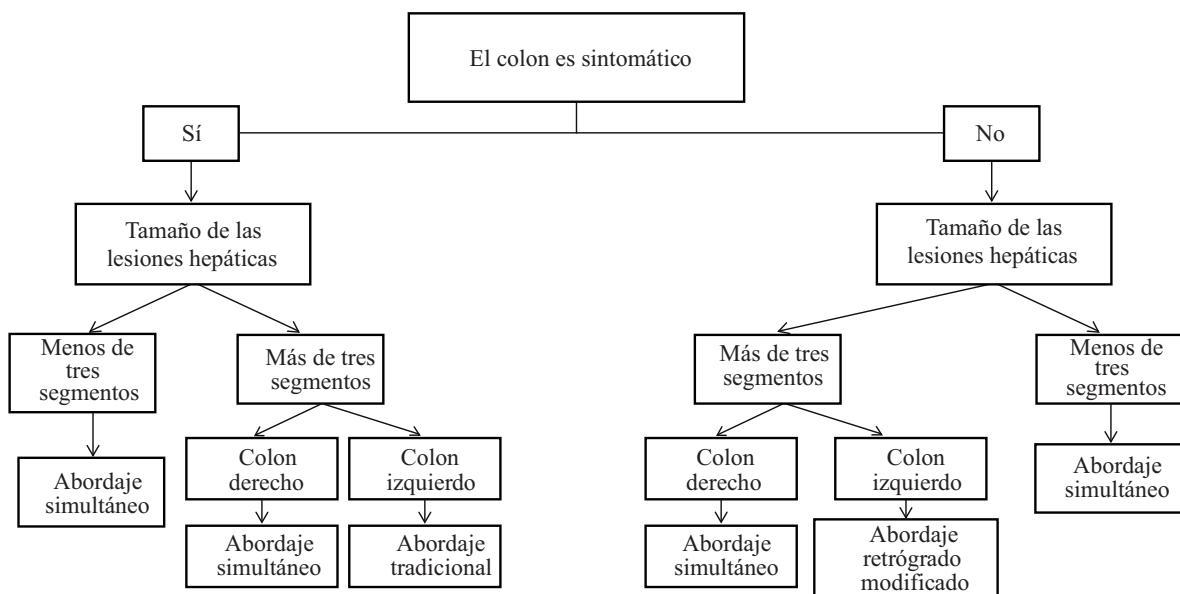 El colon es sintomático
Sí
No
Tamaño de las
lesiones hepáticas
Tamaño de las
lesiones hepáticas
Menos de
tres
segmentos
Más de tres
segmentos
Más de tres
segmentos
Menos de
tres
segmentos
Abordaje
simultáneo
Colon
derecho
Colon
izquierdo
Colon
derecho
Colon
izquierdo
Abordaje
simultáneo
Abordaje
simultáneo
Abordaje
tradicional
Abordaje
simultáneo
Abordaje
retrógrado
modificado